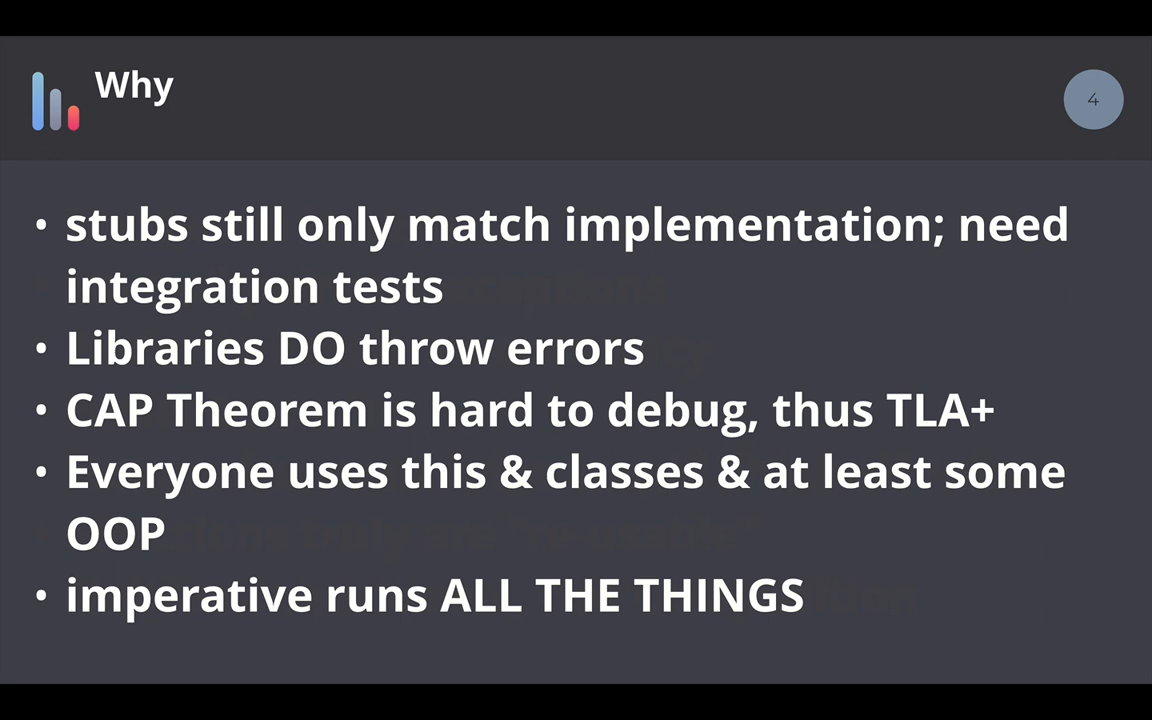 Why
4
• stubs still only match implementation; need
integration tests
• Libraries DO throw errors
• CAP Theorem is hard to debug, thus TLA+
• Everyone uses this & classes & at least some
OOP
• imperative runs ALL THE THINGS